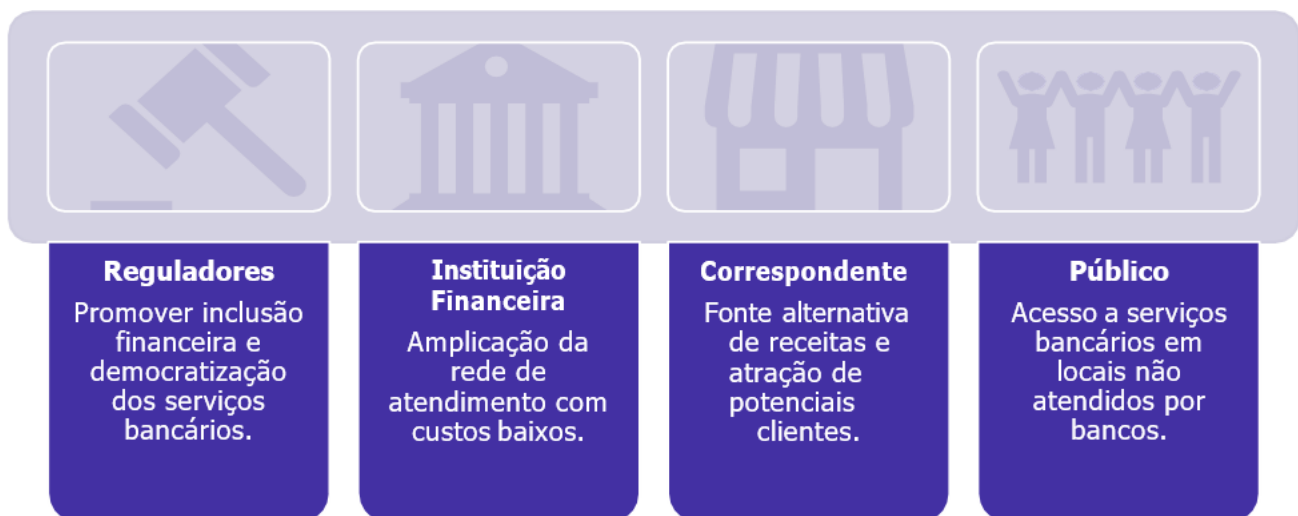 Reguladores
Promover inclusão
financeira e
democratização
dos serviços
bancários.
Instituição
Financeira
Amplicação da
rede de
atendimento com
custos baixos.
Correspondente
Fonte alternativa
de receitas e
atração de
potenciais
clientes.
Público
Acesso a serviços
bancários em
locais não
atendidos por
bancos.